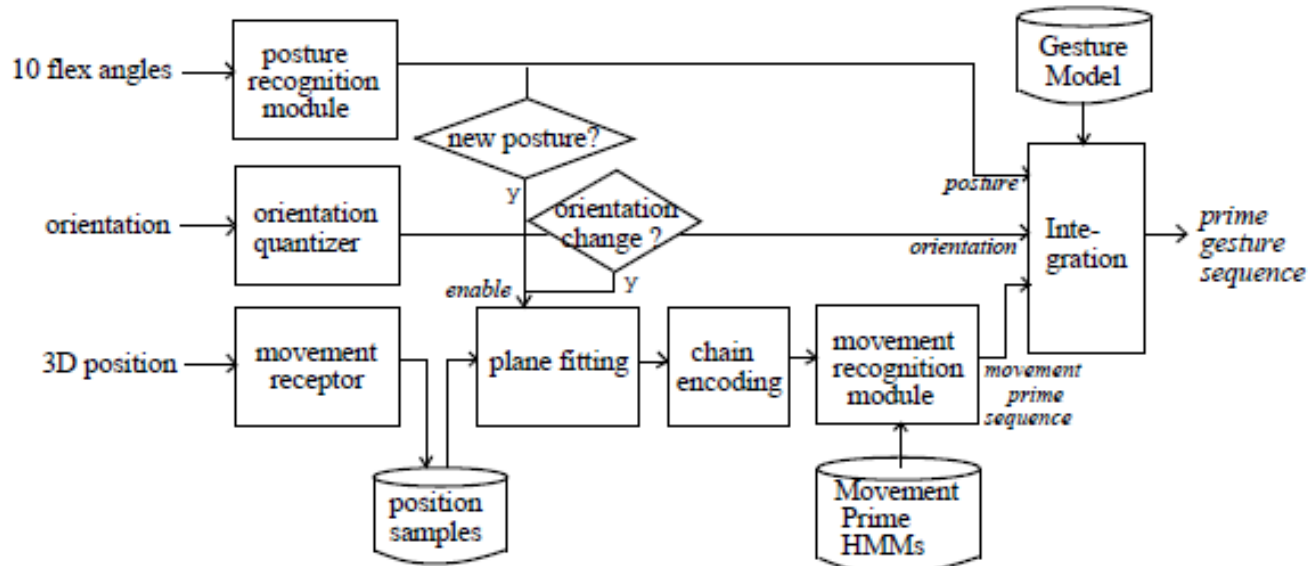 10 flex angles
posture
recognition
module
Gesture
Model
new posture?
y
posture
orientation
orientation
quantizer
orientation
change ?
y
orientation
Inte-
gration
prime
gesture
sequence
enable
3D position
movement
receptor
plane fitting
chain
encoding
movement
recognition
module
movement
prime
sequence
position
samples
Movement
Prime
HMMs